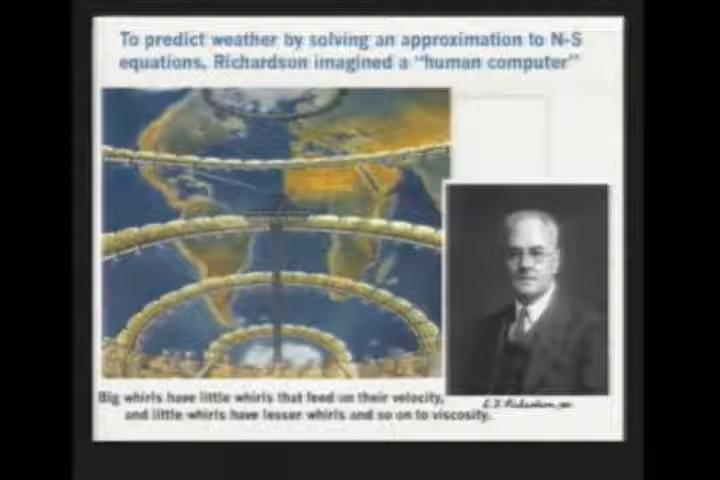 To predict weather by solving an approximation to N-S
equations, Richardson imagined a "human computer"
Big whirls have little whirls that feed on their velocity,
and little whirls have lesser whirls and so on to viscosity.